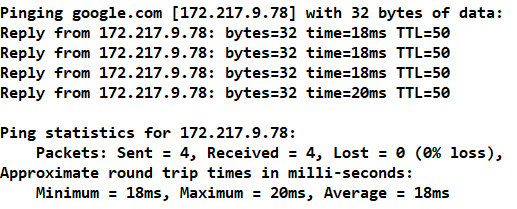 Pinging google.com [172.217.9.78] with 32 bytes of data:
Reply from 172.217.9.78: bytes=32 time=18ms TTL=50
Reply from 172.217.9.78: bytes=32 time=18ms TTL=50
Reply from 172.217.9.78: bytes=32 time=18ms TTL=50
Reply from 172.217.9.78: bytes=32 time=20ms TTL=50

Ping statistics for 172.217.9.78:
    Packets: Sent = 4, Received = 4, Lost = 0 (0% loss),
Approximate round trip times in milli-seconds:
    Minimum = 18ms, Maximum = 20ms, Average = 18ms